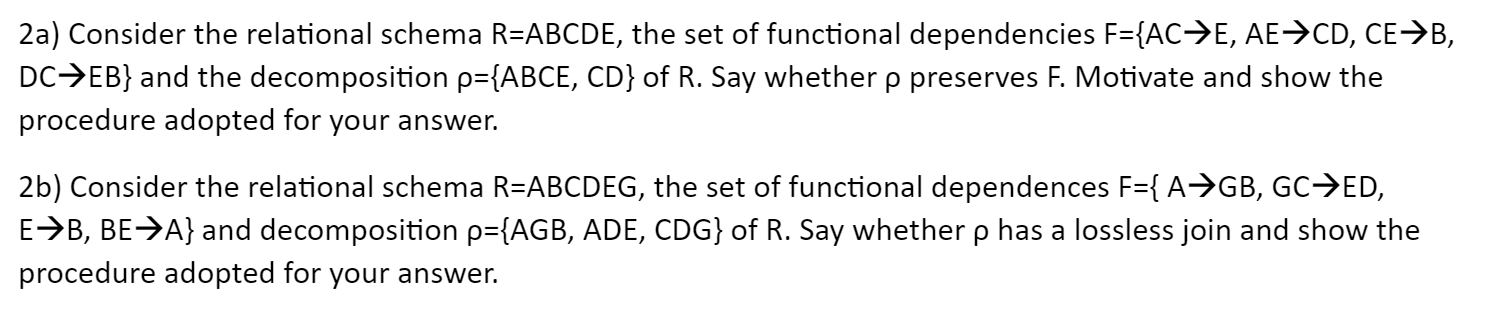 2a) Consider the relational schema R=ABCDE, the set of functional dependencies F={AC→E, AE→CD, CE→B,
DC→EB} and the decomposition ρ={ABCE, CD} of R. Say whether ρ preserves F. Motivate and show the
procedure adopted for your answer.
2b) Consider the relational schema R=ABCDEG, the set of functional dependences F={ A→GB, GC→ED,
E→B, BE→A} and decomposition ρ={AGB, ADE, CDG} of R. Say whether ρ has a lossless join and show the
procedure adopted for your answer.